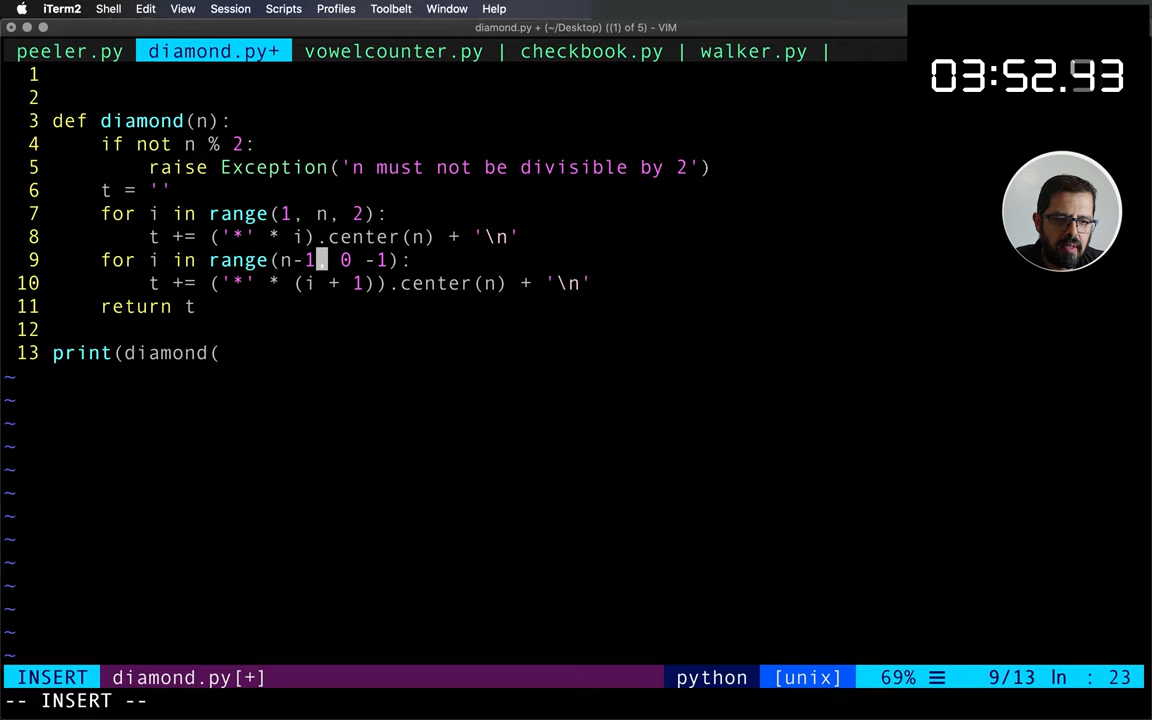 iTerm2 Shell Edit View Session Scripts Profiles Toolbelt Window Help
diamond.py + (~/Desktop) ((1) of 5) - VIM
peeler.py diamond.py+ vowelcounter.py | checkbook.py | walker.py |
03:52.43
1
2
3 def diamond(n):
4     if not n % 2:
5         raise Exception('n must not be divisible by 2')
6     t = ''
7     for i in range(1, n, 2):
8         t += ('*' * i).center(n) + '\n'
9     for i in range(n-1, 0 -1):
10         t += ('*' * (i + 1)).center(n) + '\n'
11     return t
12
13 print(diamond(
~
~
~
~
~
~
~
~
~
~
~
~
~
INSERT diamond.py[+] python [unix] 69% ☰ 9/13 ln : 23
-- INSERT --